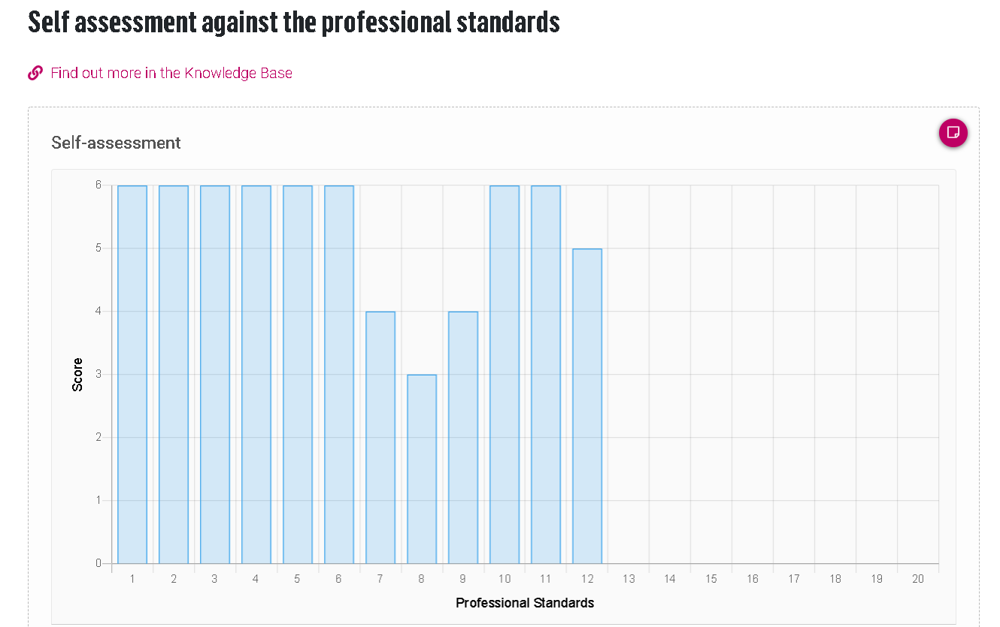 Self assessment against the professional standards
Find out more in the Knowledge Base
Self-assessment
6
5
4
3
2
1
0
Score
1 2 3 4 5 6 7 8 9 10 11 12 13 14 15 16 17 18 19 20
Professional Standards